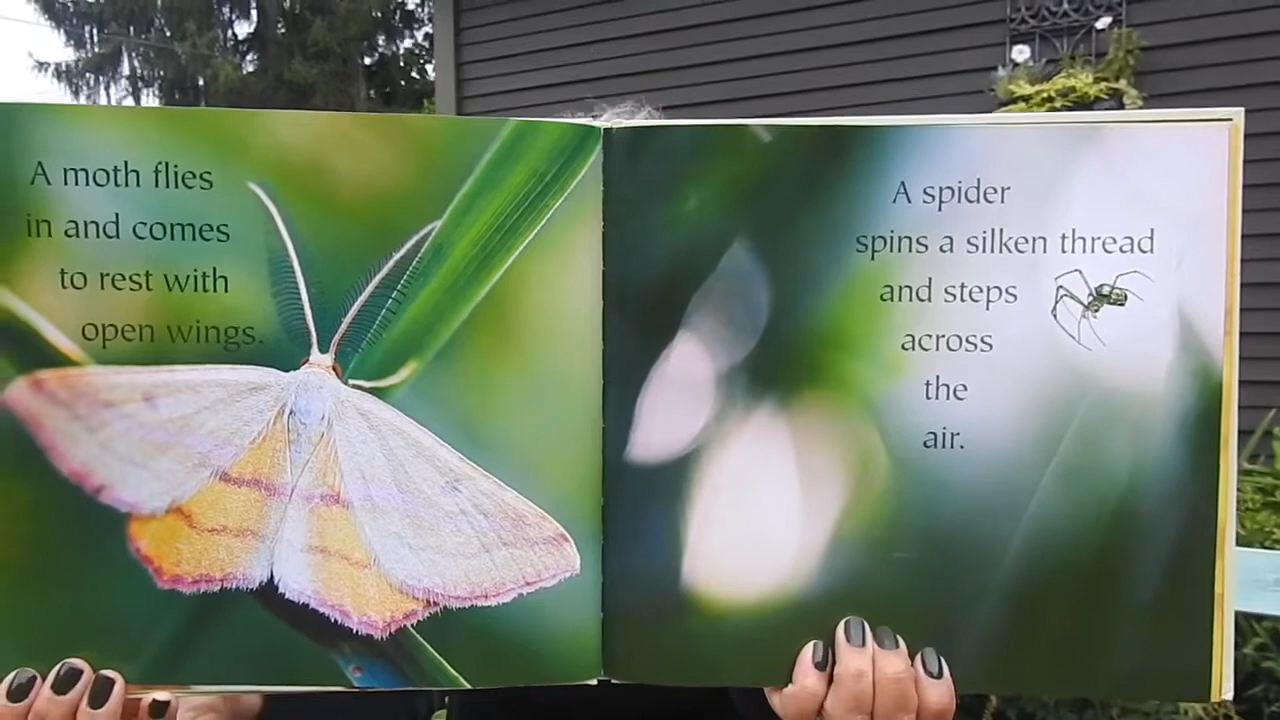 A moth flies
in and comes
to rest with
open wings.
A spider
spins a silken thread
and steps
across
the
air.